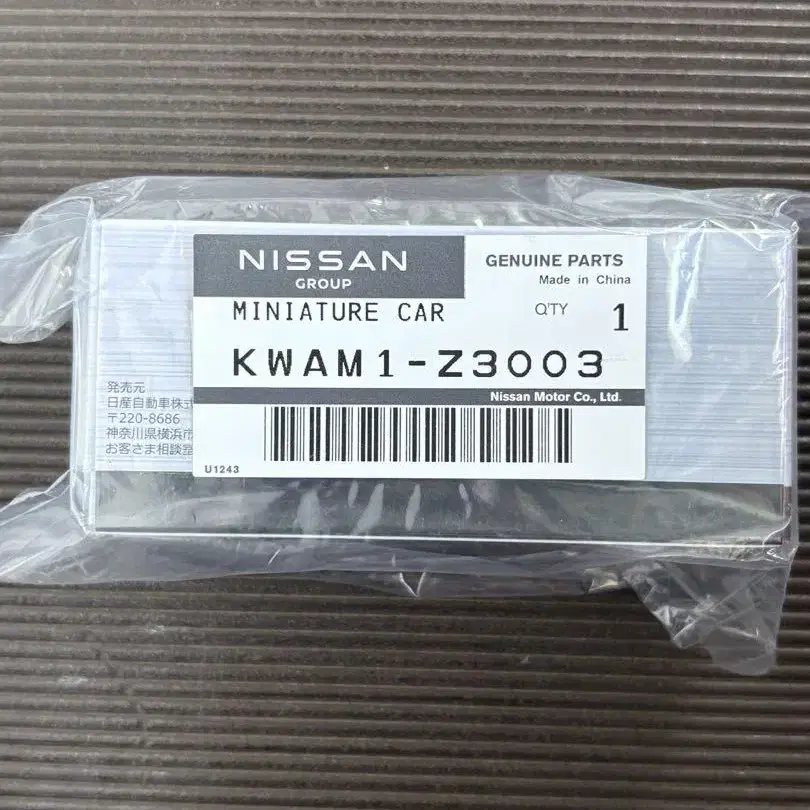 NISSAN
GROUP
GENUINE PARTS
Made in China
MINIATURE CAR
Q'TY 1
KWAM1-Z3003
Nissan Motor Co., Ltd.
U1243
発売元
日産自動車株式
〒220-8686
神奈川県横浜市
お客さま相談室